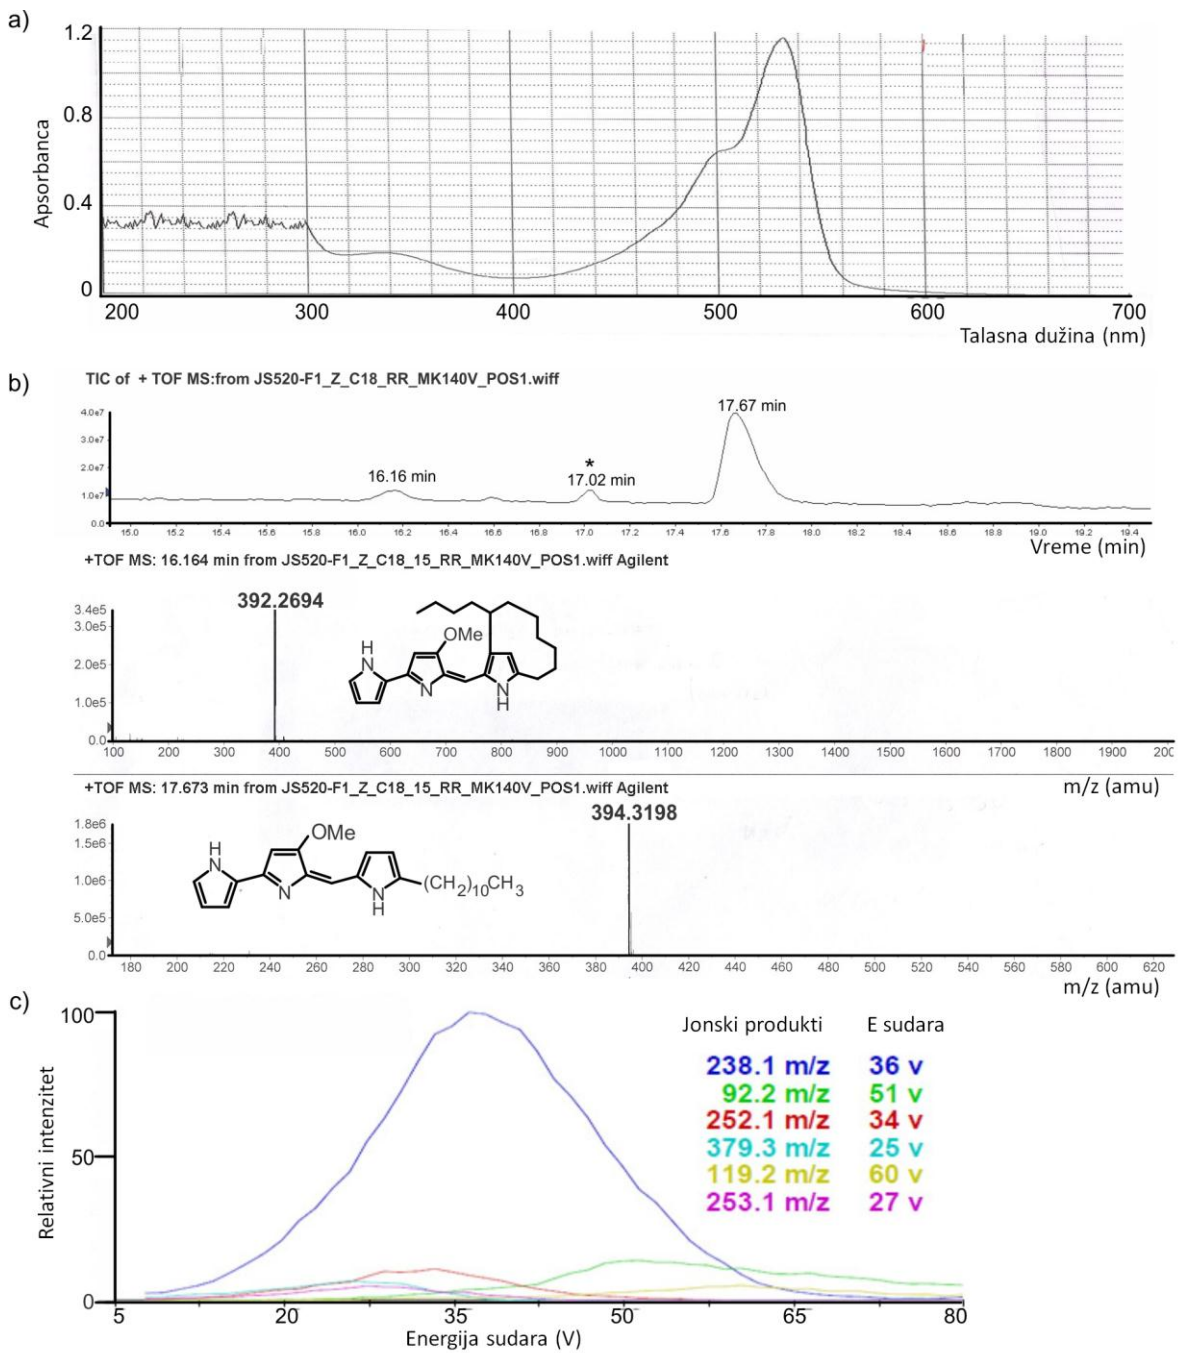 a)
1.2
0.8
0.4
0
Apsorbanca
200 300 400 500 600 700
Talasna dužina (nm)
b)
TIC of + TOF MS:from JS520-F1_Z_C18_RR_MK140V_POS1.wiff
4.0e7
3.0e7
2.0e7
1.0e7
0.0
17.67 min
16.16 min
*
17.02 min
15.0 15.2 15.4 15.6 15.8 16.0 16.2 16.4 16.6 16.8 17.0 17.2 17.4 17.6 17.8 18.0 18.2 18.4 18.6 18.8 19.0 19.2 19.4
Vreme (min)
+TOF MS: 16.164 min from JS520-F1_Z_C18_15_RR_MK140V_POS1.wiff Agilent
3.4e5
3.0e5
2.0e5
1.0e5
0.0
392.2694
OMe
H
N
N
N
H
100 200 300 400 500 600 700 800 900 1000 1100 1200 1300 1400 1500 1600 1700 1800 1900 200
m/z (amu)
+TOF MS: 17.673 min from JS520-F1_Z_C18_15_RR_MK140V_POS1.wiff Agilent
1.8e6
1.5e6
1.0e6
5.0e5
0.0
394.3198
OMe
H
N
N
N
H
(CH2)10CH3
180 200 220 240 260 280 300 320 340 360 380 400 420 440 460 480 500 520 540 560 580 600 620
m/z (amu)
c)
100
50
0
Relativni intenzitet
Jonski produkti E sudara
238.1 m/z 36 v
92.2 m/z 51 v
252.1 m/z 34 v
379.3 m/z 25 v
119.2 m/z 60 v
253.1 m/z 27 v
5 20 35 50 65 80
Energija sudara (V)